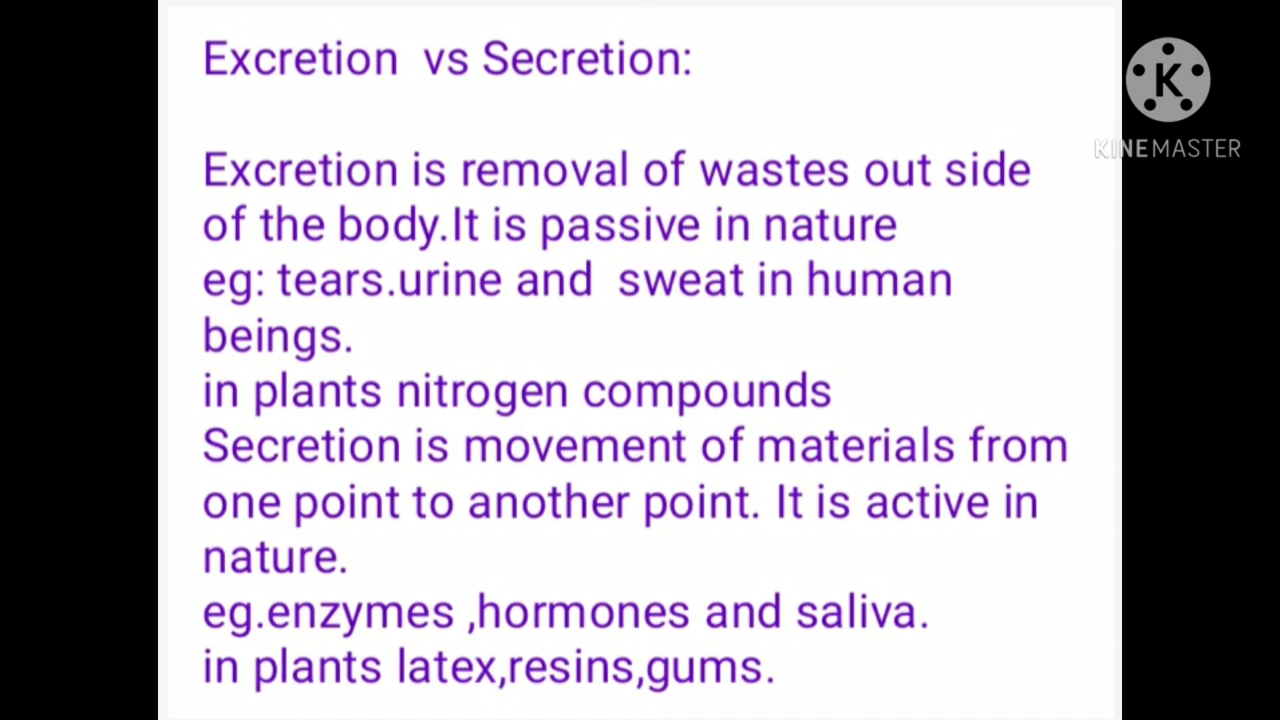 Excretion  vs Secretion:
Excretion is removal of wastes out side
of the body.It is passive in nature
eg: tears.urine and  sweat in human
beings.
in plants nitrogen compounds
Secretion is movement of materials from
one point to another point. It is active in
nature.
eg.enzymes ,hormones and saliva.
in plants latex,resins,gums.
K
KINEMASTER